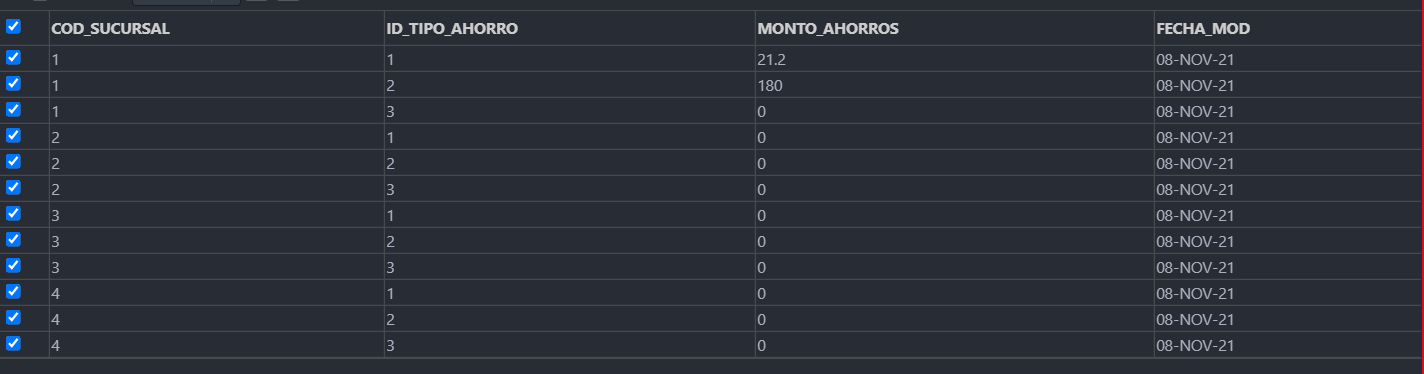 COD_SUCURSAL ID_TIPO_AHORRO MONTO_AHORROS FECHA_MOD
1 1 21.2 08-NOV-21
1 2 180 08-NOV-21
1 3 0 08-NOV-21
2 1 0 08-NOV-21
2 2 0 08-NOV-21
2 3 0 08-NOV-21
3 1 0 08-NOV-21
3 2 0 08-NOV-21
3 3 0 08-NOV-21
4 1 0 08-NOV-21
4 2 0 08-NOV-21
4 3 0 08-NOV-21